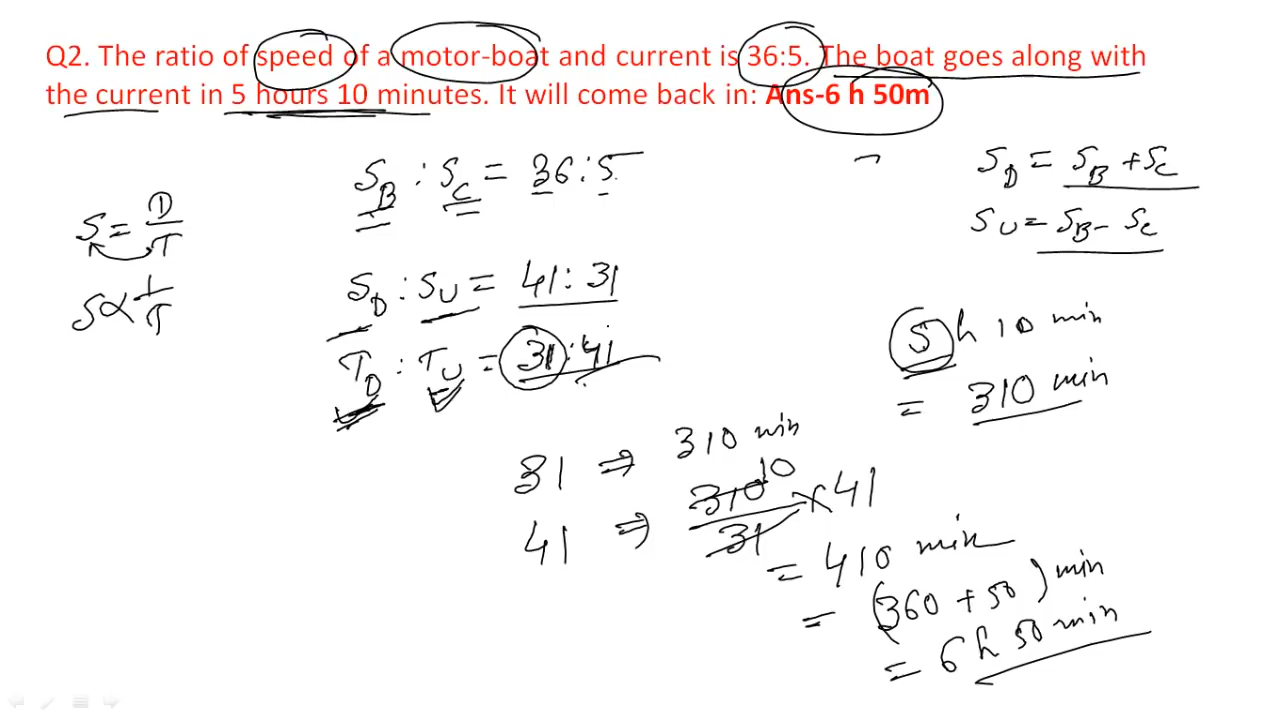 Q2. The ratio of speed of a motor-boat and current is 36:5. The boat goes along with
the current in 5 hours 10 minutes. It will come back in: Ans-6 h 50m
S_B : S_C = 36:5
S_D = S_B + S_C
S_U = S_B - S_C
S = D/T
S ∝ 1/T
S_D : S_U = 41 : 31
T_D : T_U = 31 : 41
5 h 10 min
= 310 min
31 ⇒ 310 min
41 ⇒ 310/31 × 41
10
= 410 min
= (360 + 50) min
= 6 h 50 min